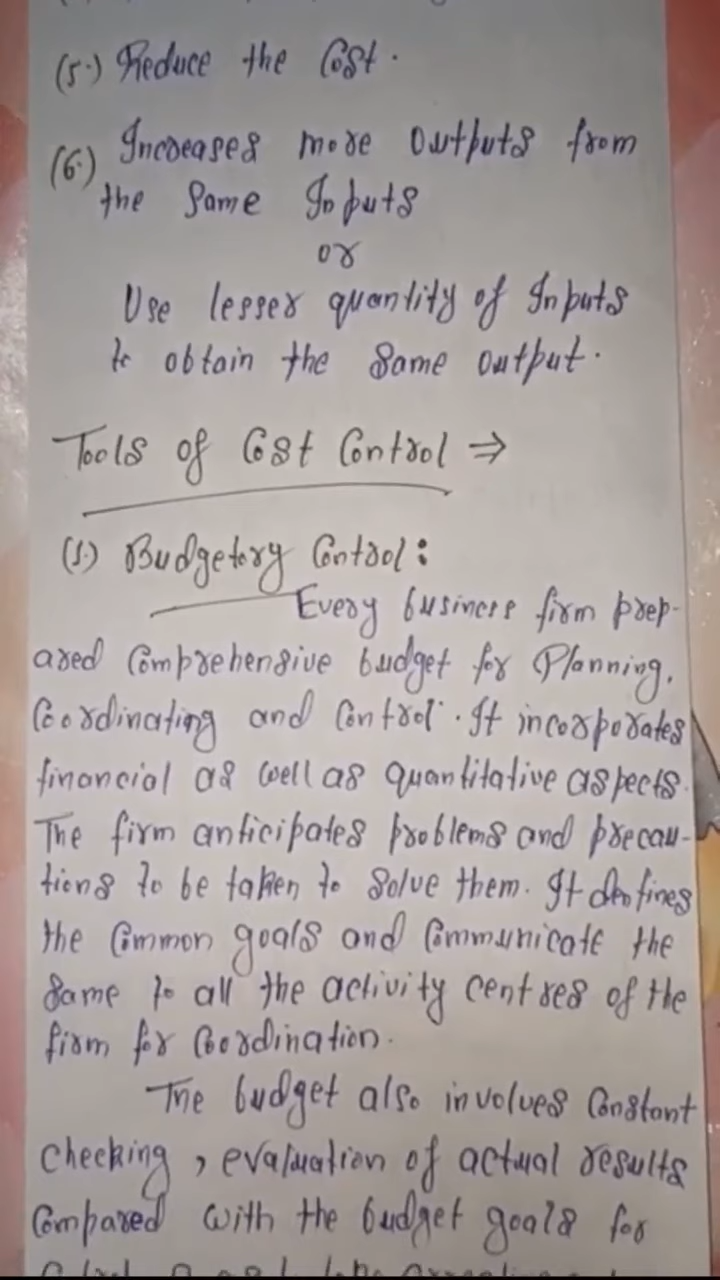 (5.) Reduce the Cost.
(6.) Increases more outputs from
the Same Inputs
or
Use lesser quantity of Inputs
to obtain the same output.
Tools of Cost Control ⇒
(1.) Budgetory Control:
Every business firm prep-
ared Comprehensive budget for Planning,
Coordinating and Control. It incorporates
financial as well as quantitative aspects.
The firm anticipates problems and precau-
tions to be taken to solve them. It defines
the Common goals and Communicate the
same to all the activity centres of the
firm for Coordination.
The budget also involves Constant
checking, evaluation of actual results
Compared with the budget goals for